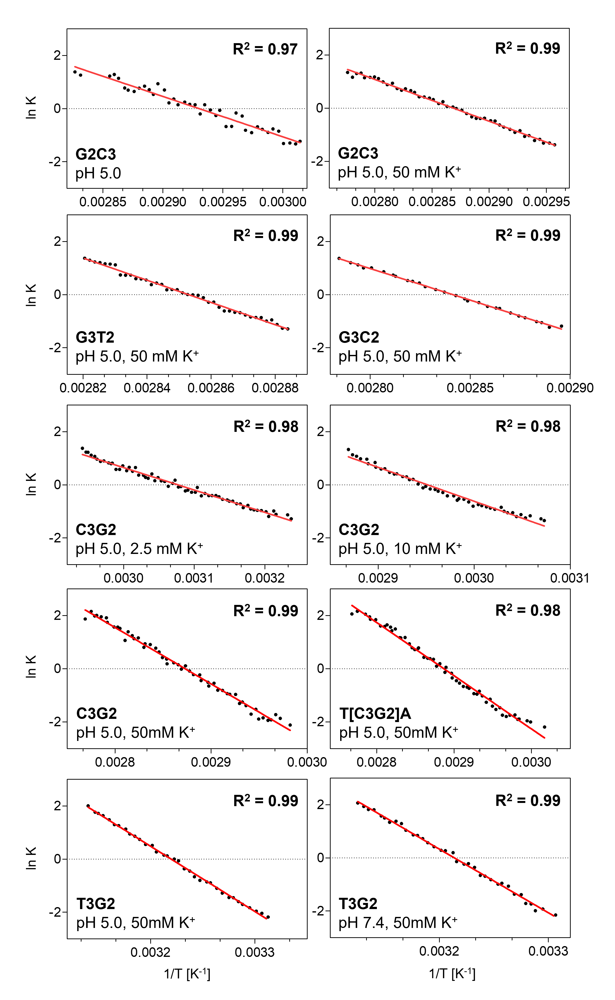 R² = 0.97
2
0
-2
ln K
G2C3
pH 5.0
0.00285 0.00290 0.00295 0.00300
R² = 0.99
2
0
-2
G2C3
pH 5.0, 50 mM K⁺
0.00280 0.00285 0.00290 0.00295
R² = 0.99
2
0
-2
ln K
G3T2
pH 5.0, 50 mM K⁺
0.00282 0.00284 0.00286 0.00288
R² = 0.99
2
0
-2
G3C2
pH 5.0, 50 mM K⁺
0.00280 0.00285 0.00290
R² = 0.98
2
0
-2
ln K
C3G2
pH 5.0, 2.5 mM K⁺
0.0030 0.0031 0.0032
R² = 0.98
2
0
-2
C3G2
pH 5.0, 10 mM K⁺
0.0029 0.0030 0.0031
R² = 0.99
2
0
-2
ln K
C3G2
pH 5.0, 50mM K⁺
0.0028 0.0029 0.0030
R² = 0.98
2
0
-2
T[C3G2]A
pH 5.0, 50mM K⁺
0.0028 0.0029 0.0030
R² = 0.99
2
0
-2
ln K
T3G2
pH 5.0, 50mM K⁺
0.0032 0.0033
1/T [K⁻¹]
R² = 0.99
2
0
-2
T3G2
pH 7.4, 50mM K⁺
0.0032 0.0033
1/T [K⁻¹]